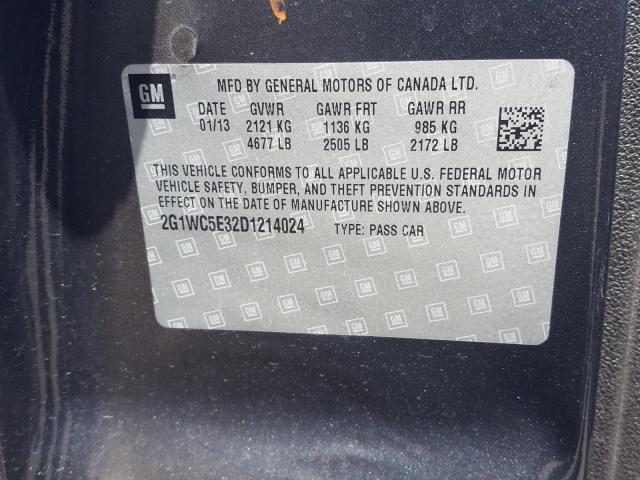 GM
MFD BY GENERAL MOTORS OF CANADA LTD.
DATE GVWR GAWR FRT GAWR RR
01/13 2121 KG 1136 KG 985 KG
4677 LB 2505 LB 2172 LB
THIS VEHICLE CONFORMS TO ALL APPLICABLE U.S. FEDERAL MOTOR
VEHICLE SAFETY, BUMPER, AND THEFT PREVENTION STANDARDS IN
EFFECT ON THE DATE OF MANUFACTURE SHOWN ABOVE.
2G1WC5E32D1214024 TYPE: PASS CAR